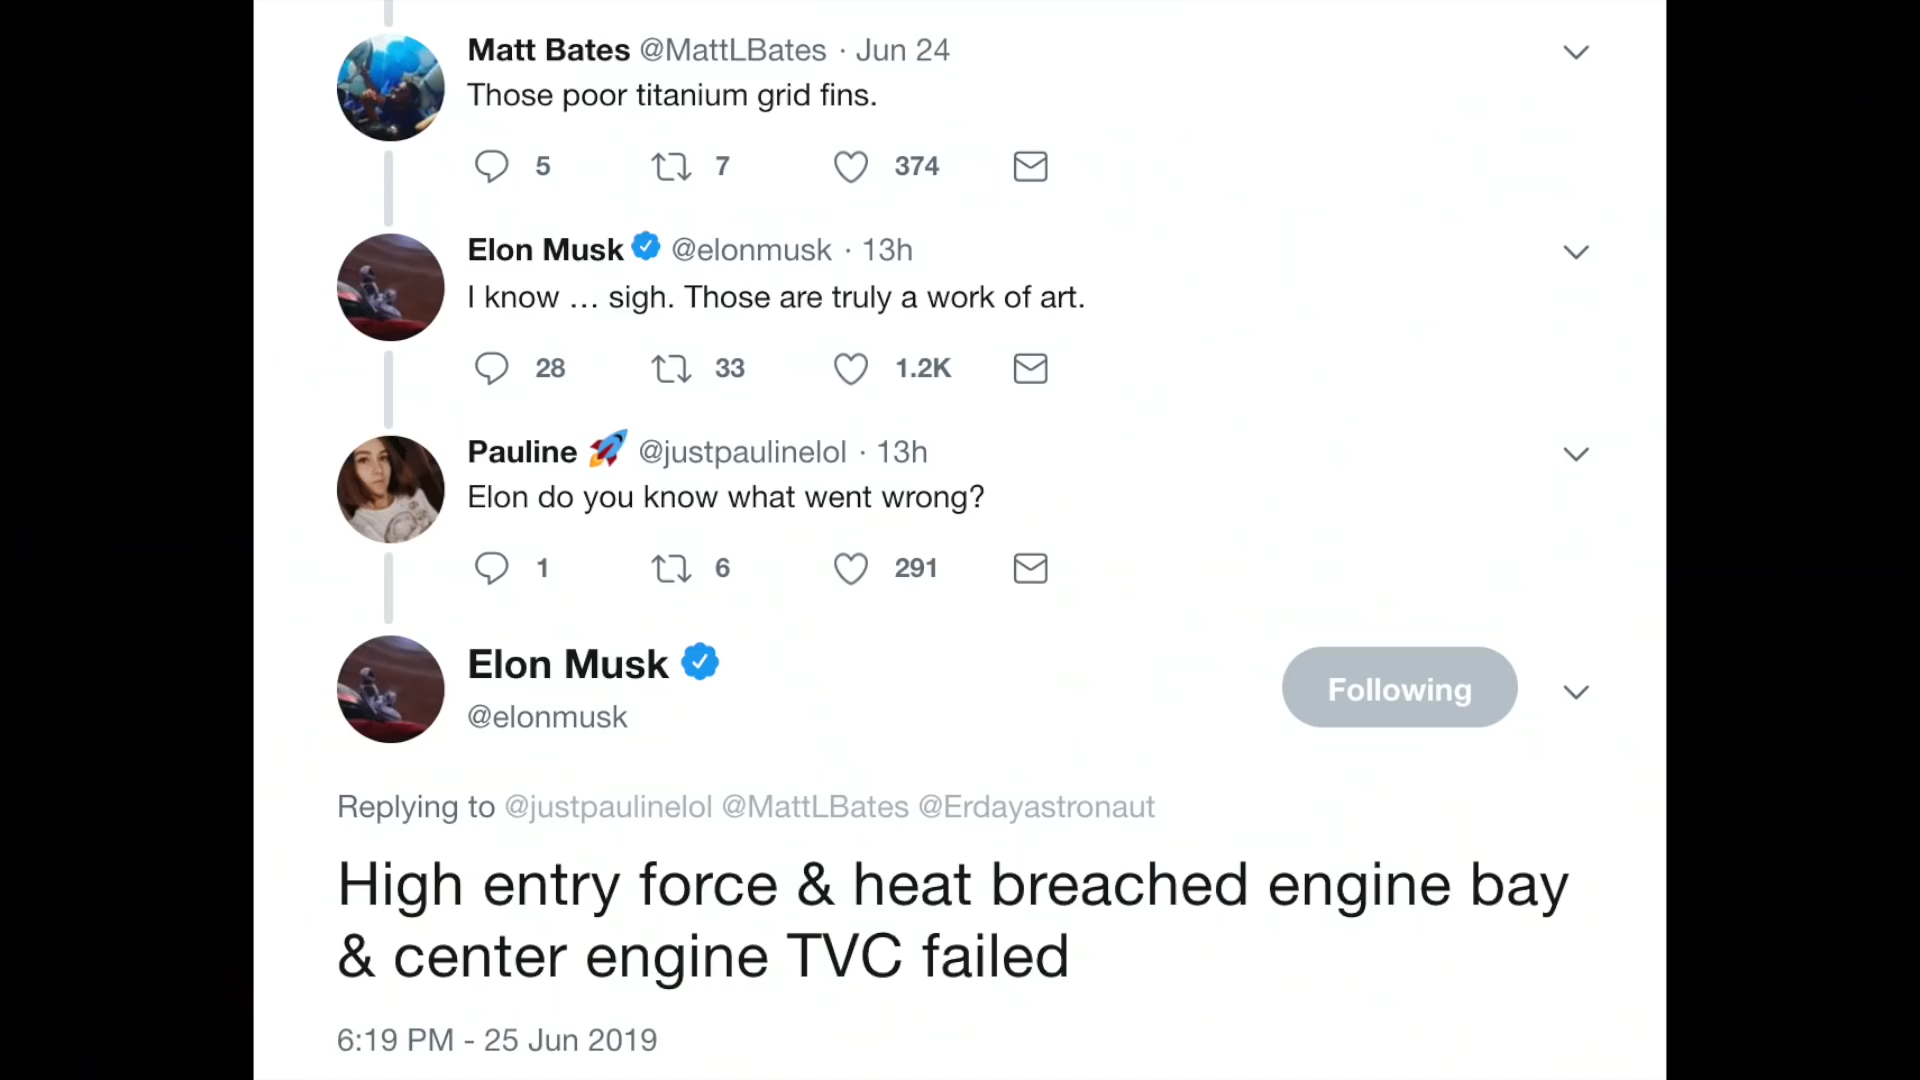 Matt Bates @MattLBates · Jun 24
Those poor titanium grid fins.
5 7 374
Elon Musk @elonmusk · 13h
I know … sigh. Those are truly a work of art.
28 33 1.2K
Pauline 🚀 @justpaulinelol · 13h
Elon do you know what went wrong?
1 6 291
Elon Musk
@elonmusk
Following
Replying to @justpaulinelol @MattLBates @Erdayastronaut
High entry force & heat breached engine bay
& center engine TVC failed
6:19 PM - 25 Jun 2019